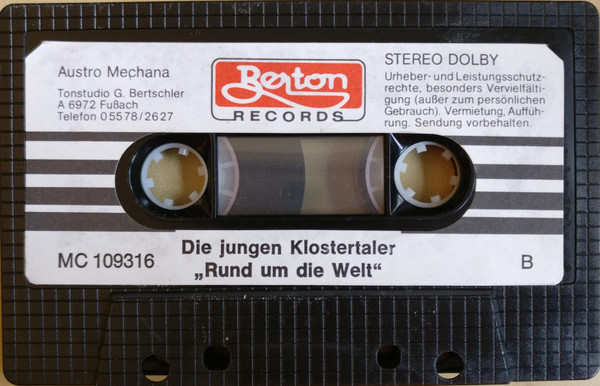 Austro Mechana
Tonstudio G. Bertschler
A 6972 Fußach
Telefon 05578/2627
Berton
RECORDS
STEREO DOLBY
Urheber- und Leistungsschutz-
rechte, besonders Vervielfälti-
gung (außer zum persönlichen
Gebrauch). Vermietung, Auffüh-
rung. Sendung vorbehalten.
Die jungen Klostertaler
„Rund um die Welt“
MC 109316
B